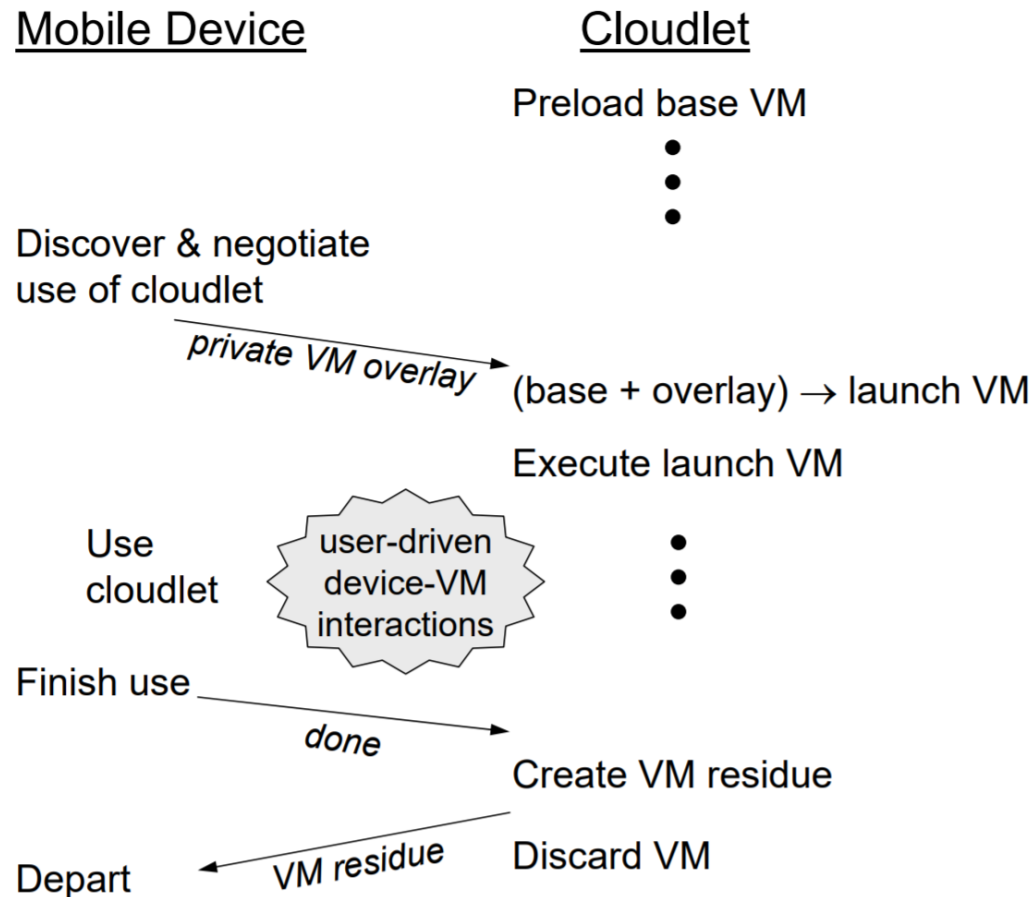 Mobile Device
Cloudlet
Preload base VM
Discover & negotiate
use of cloudlet
private VM overlay
(base + overlay) → launch VM
Execute launch VM
Use
cloudlet
user-driven
device-VM
interactions
Finish use
done
Create VM residue
VM residue
Discard VM
Depart